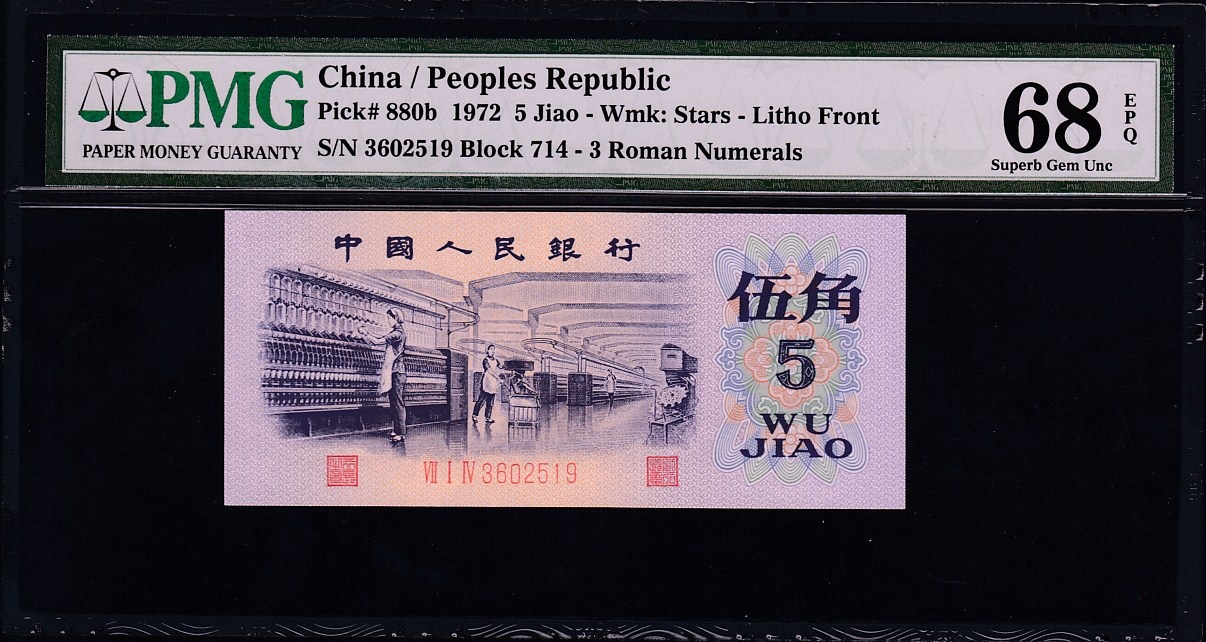 PMG
PAPER MONEY GUARANTY
China / Peoples Republic
Pick# 880b 1972 5 Jiao - Wmk: Stars - Litho Front
S/N 3602519 Block 714 - 3 Roman Numerals
68
EPQ
Superb Gem Unc
中國人民銀行
伍角
5
WU
JIAO
VII I IV 3602519